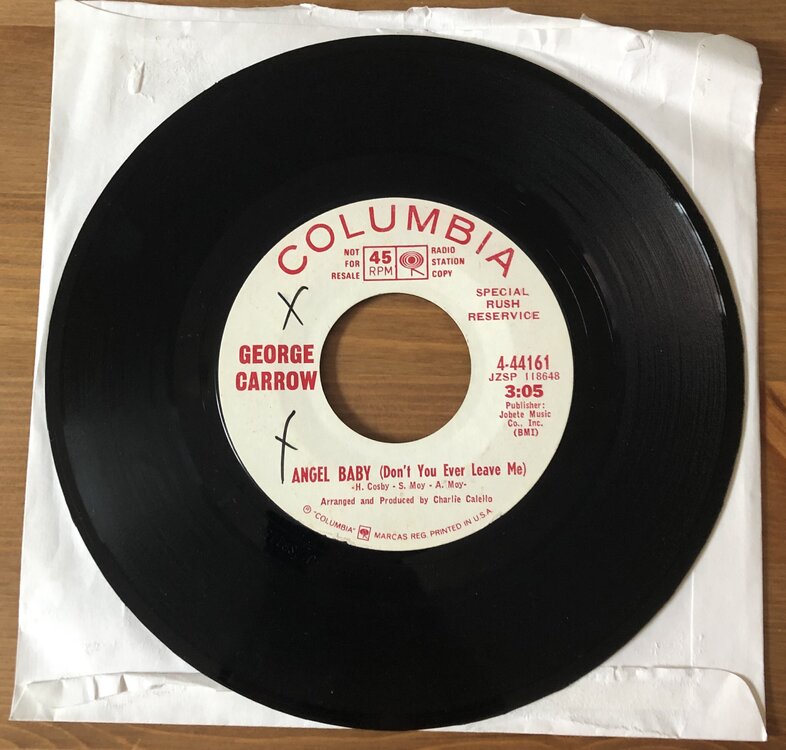 COLUMBIA
NOT
FOR
RESALE
45
RPM
RADIO
STATION
COPY
SPECIAL
RUSH
RESERVICE
X
GEORGE
CARROW
4-44161
JZSP 118648
3:05
Publisher:
Jobete Music
Co., Inc.
(BMI)
ANGEL BABY (Don't You Ever Leave Me)
-H. Cosby - S. Moy - A. Moy-
Arranged and Produced by Charlie Calello
℗ "COLUMBIA" MARCAS REG. PRINTED IN U.S.A.